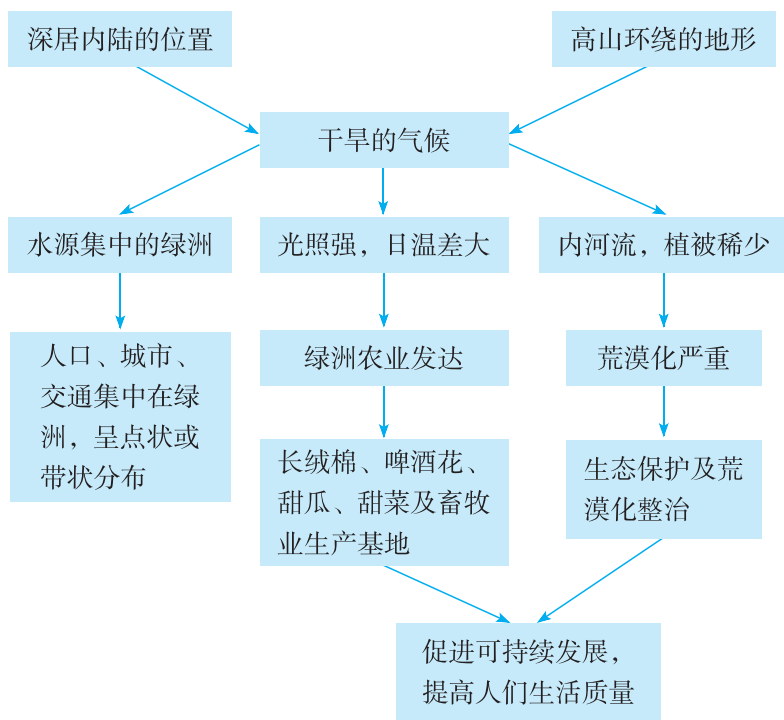 深居内陆的位置
高山环绕的地形
干旱的气候
水源集中的绿洲
光照强，日温差大
内河流，植被稀少
人口、城市、
交通集中在绿
洲，呈点状或
带状分布
绿洲农业发达
荒漠化严重
长绒棉、啤酒花、
甜瓜、甜菜及畜牧
业生产基地
生态保护及荒
漠化整治
促进可持续发展，
提高人们生活质量